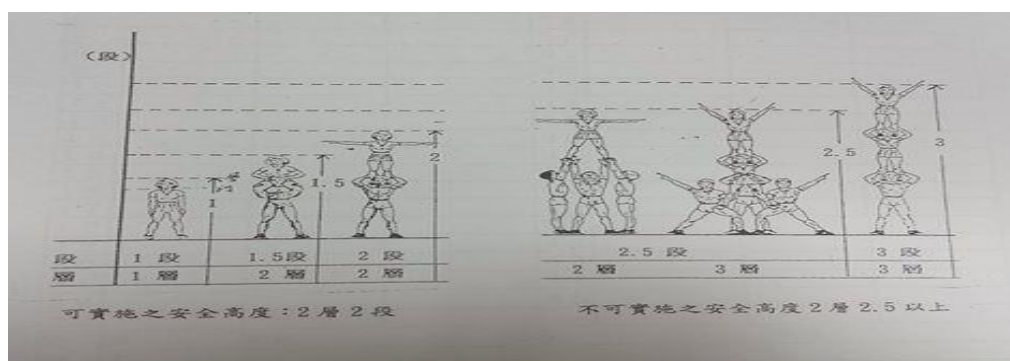 (段)
1
1.5
2
2.5
3
段 1 段 1.5段 2 段 2.5 段 3 段
層 1 層 2 層 2 層 2 層 3 層 3 層
可實施之安全高度：2層2段
不可實施之安全高度2層2.5以上